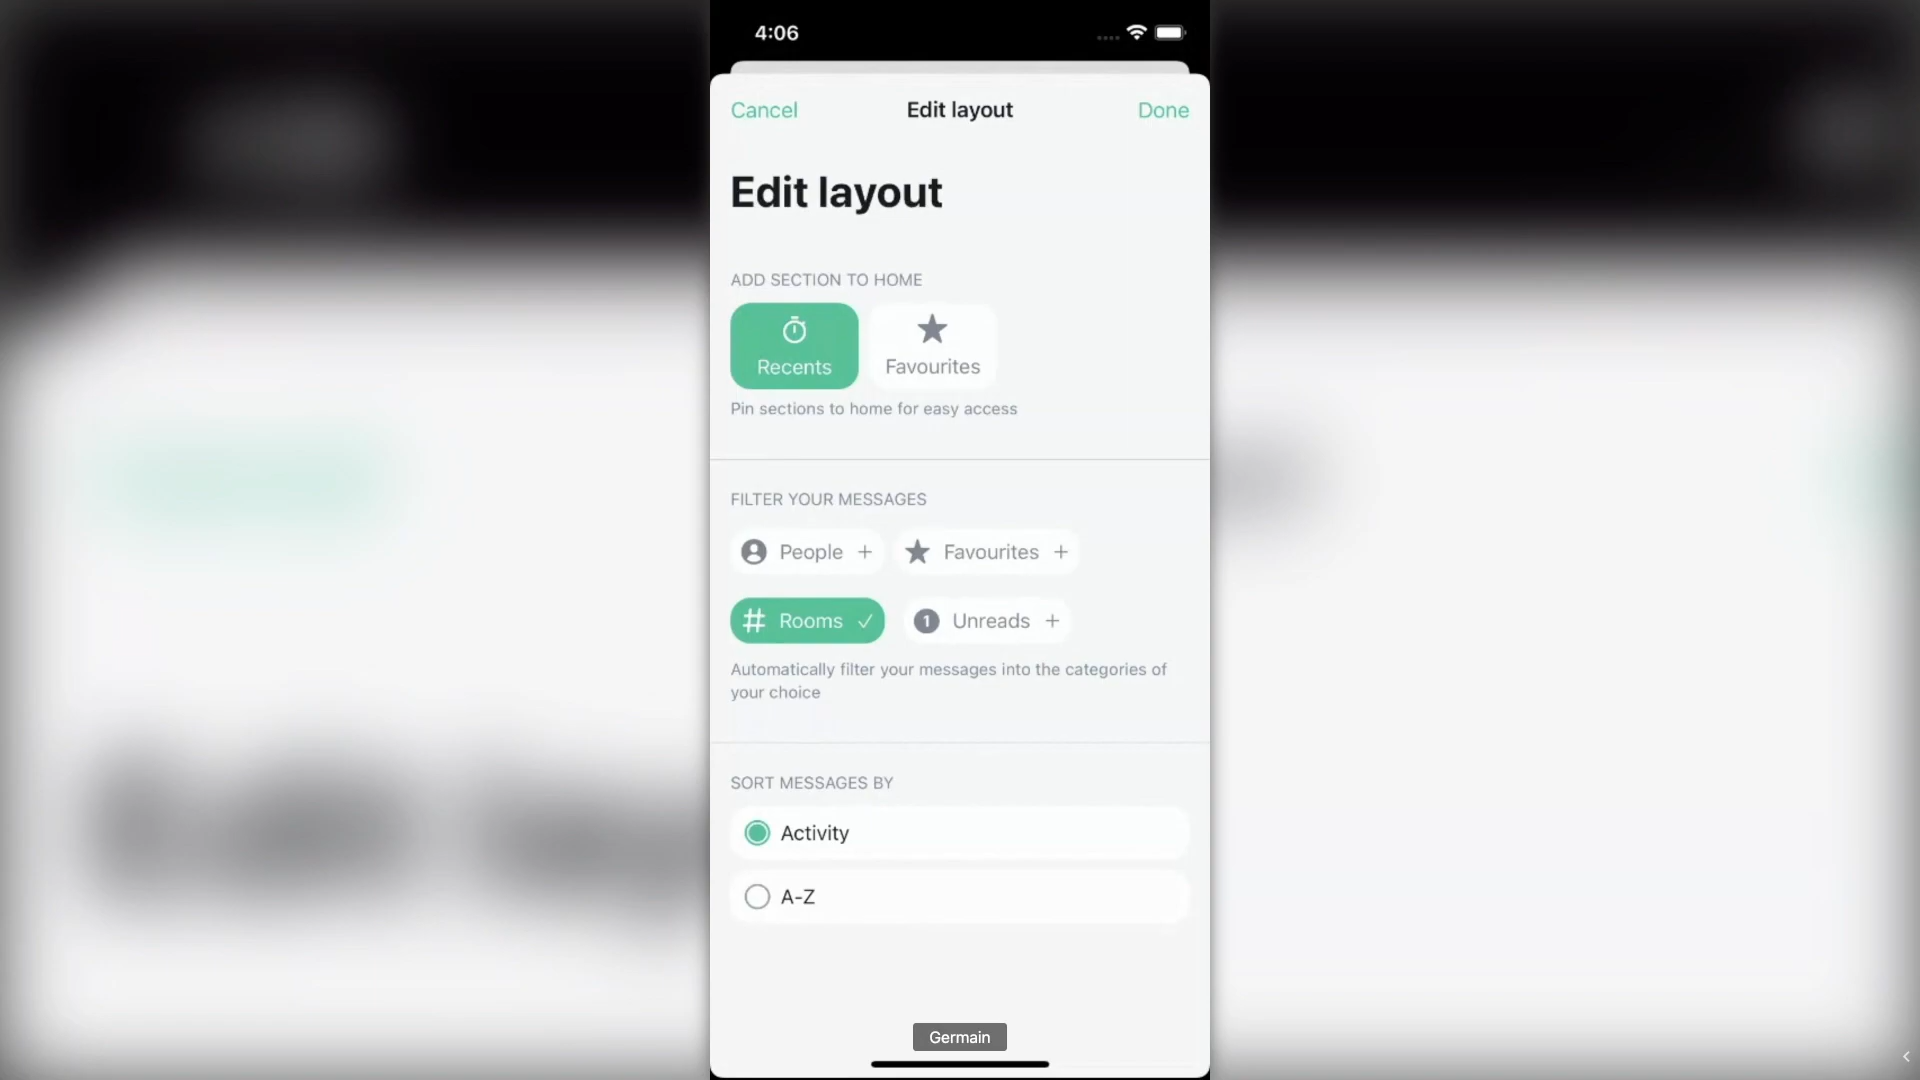 4:06
Cancel
Edit layout
Done
Edit layout
ADD SECTION TO HOME
Recents
Favourites
Pin sections to home for easy access
FILTER YOUR MESSAGES
People +
Favourites +
# Rooms ✓
1 Unreads +
Automatically filter your messages into the categories of
your choice
SORT MESSAGES BY
Activity
A-Z
Germain